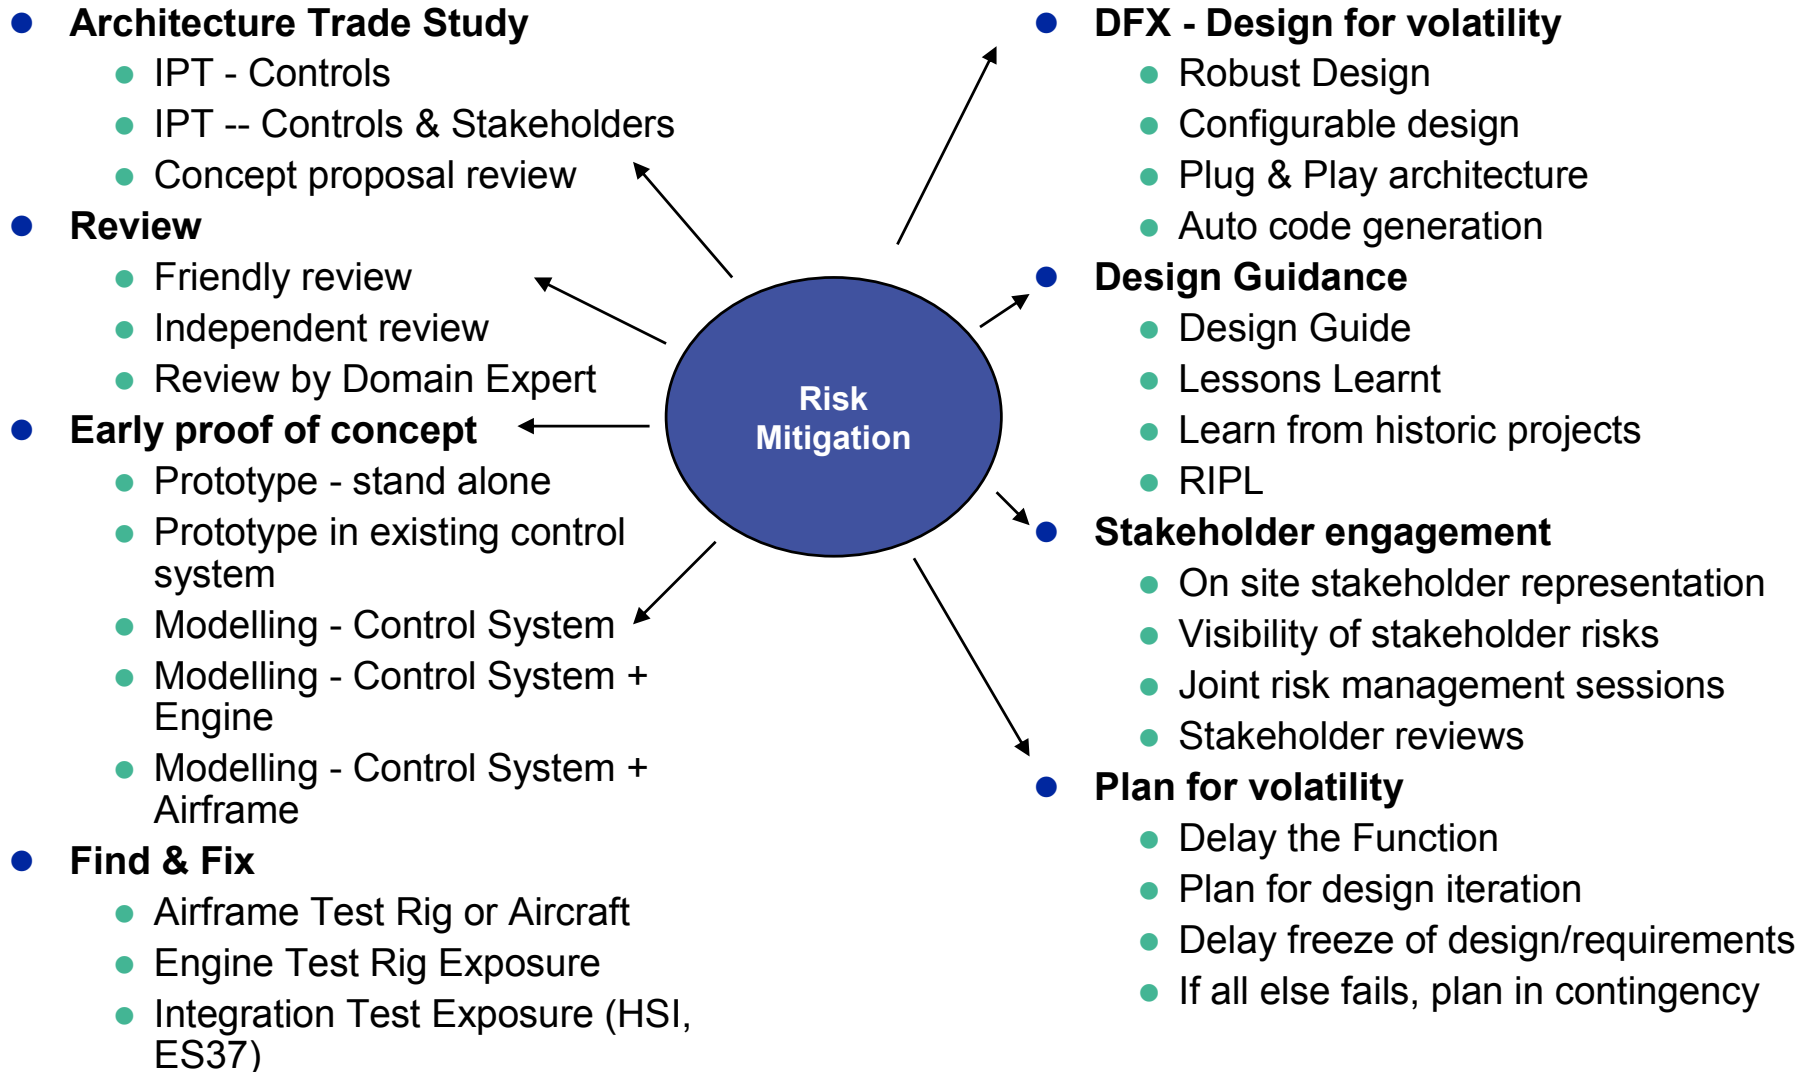 Architecture Trade Study
IPT - Controls
IPT -- Controls & Stakeholders
Concept proposal review
Review
Friendly review
Independent review
Review by Domain Expert
Early proof of concept
Prototype - stand alone
Prototype in existing control
system
Modelling - Control System
Modelling - Control System +
Engine
Modelling - Control System +
Airframe
Find & Fix
Airframe Test Rig or Aircraft
Engine Test Rig Exposure
Integration Test Exposure (HSI,
ES37)
Risk
Mitigation
DFX - Design for volatility
Robust Design
Configurable design
Plug & Play architecture
Auto code generation
Design Guidance
Design Guide
Lessons Learnt
Learn from historic projects
RIPL
Stakeholder engagement
On site stakeholder representation
Visibility of stakeholder risks
Joint risk management sessions
Stakeholder reviews
Plan for volatility
Delay the Function
Plan for design iteration
Delay freeze of design/requirements
If all else fails, plan in contingency